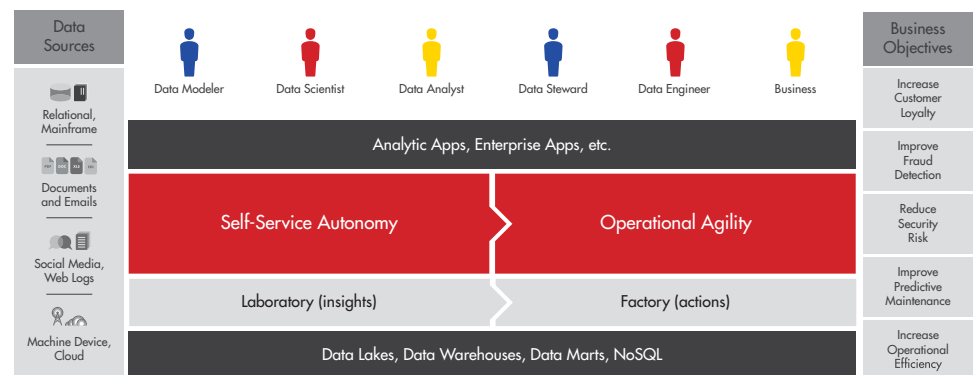 Data
Sources
Relational,
Mainframe
PDF DOC XLS
Documents
and Emails
Social Media,
Web Logs
Machine Device,
Cloud
Data Modeler
Data Scientist
Data Analyst
Data Steward
Data Engineer
Business
Analytic Apps, Enterprise Apps, etc.
Self-Service Autonomy
Operational Agility
Laboratory (insights)
Factory (actions)
Data Lakes, Data Warehouses, Data Marts, NoSQL
Business
Objectives
Increase
Customer
Loyalty
Improve
Fraud
Detection
Reduce
Security
Risk
Improve
Predictive
Maintenance
Increase
Operational
Efficiency